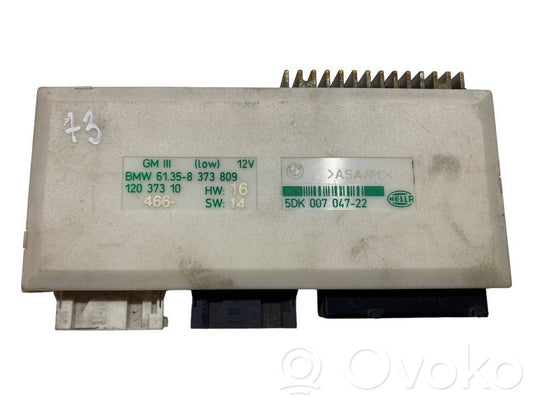 73
GM III (low) 12V
BMW 61.35-8 373 809
120 373 10 HW: 16
466- SW: 14
>ASA/PC<
5DK 007 047-22
HELLA
Ovoko